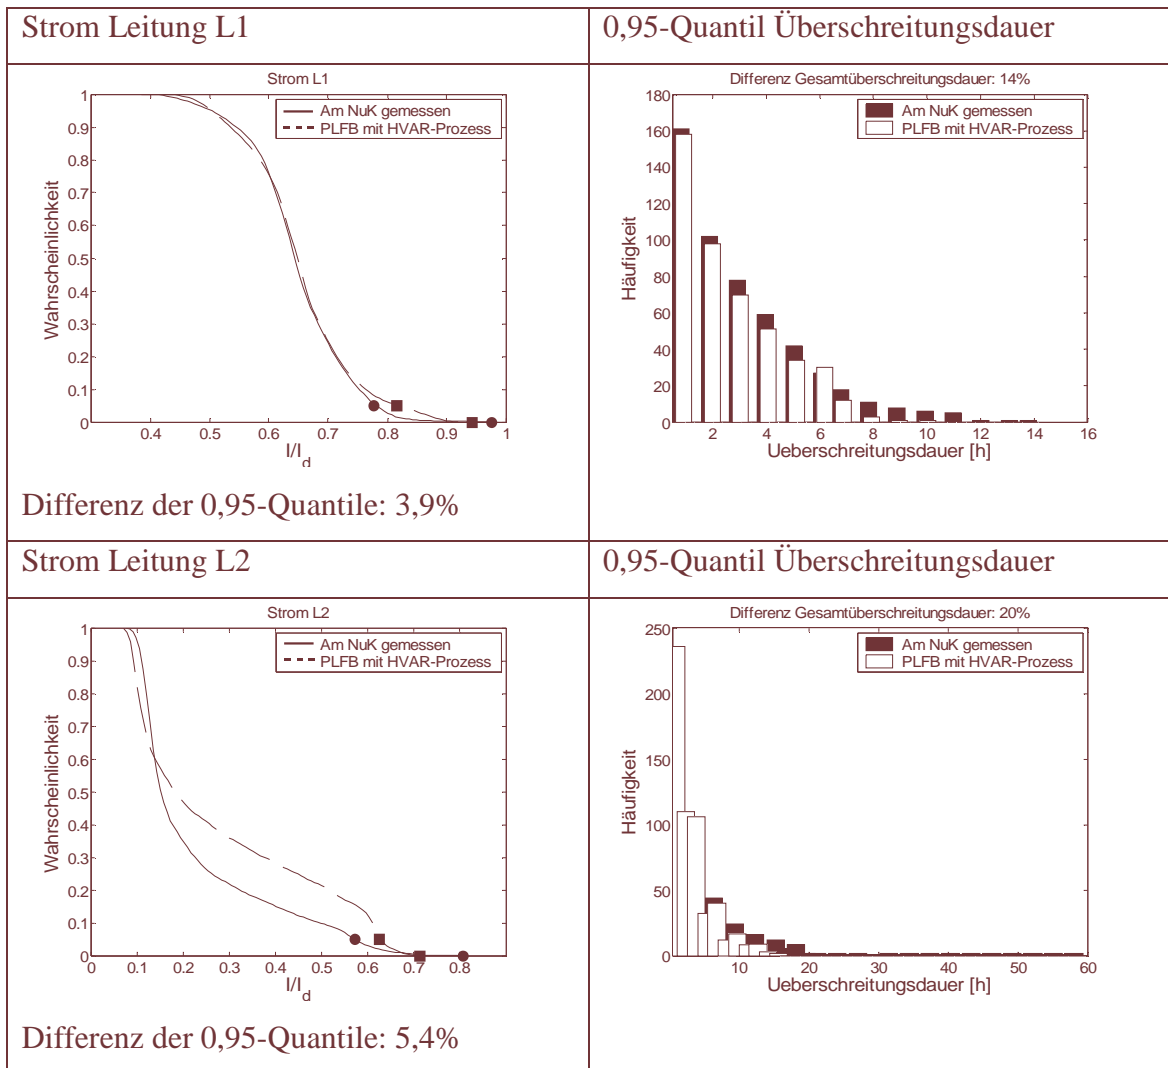 Strom Leitung L1
0,95-Quantil Überschreitungsdauer
Strom L1
1
0.9
0.8
0.7
0.6
0.5
0.4
0.3
0.2
0.1
0
Wahrscheinlichkeit
Am NuK gemessen
PLFB mit HVAR-Prozess
0.4 0.5 0.6 0.7 0.8 0.9 1
I/I_d
Differenz der 0,95-Quantile: 3,9%
Differenz Gesamtüberschreitungsdauer: 14%
180
160
140
120
100
80
60
40
20
0
Häufigkeit
Am NuK gemessen
PLFB mit HVAR-Prozess
2 4 6 8 10 12 14 16
Ueberschreitungsdauer [h]
Strom Leitung L2
0,95-Quantil Überschreitungsdauer
Strom L2
1
0.9
0.8
0.7
0.6
0.5
0.4
0.3
0.2
0.1
0
Wahrscheinlichkeit
Am NuK gemessen
PLFB mit HVAR-Prozess
0 0.1 0.2 0.3 0.4 0.5 0.6 0.7 0.8
I/I_d
Differenz der 0,95-Quantile: 5,4%
Differenz Gesamtüberschreitungsdauer: 20%
250
200
150
100
50
0
Häufigkeit
Am NuK gemessen
PLFB mit HVAR-Prozess
10 20 30 40 50 60
Ueberschreitungsdauer [h]